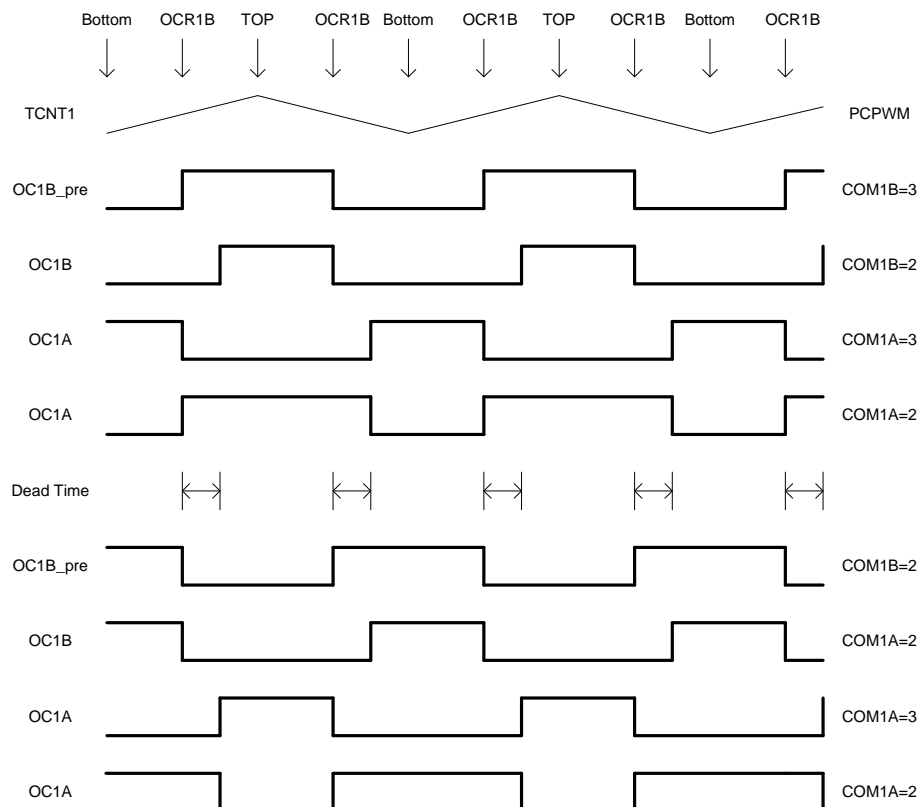 Bottom OCR1B TOP OCR1B Bottom OCR1B TOP OCR1B Bottom OCR1B
TCNT1 PCPWM
OC1B_pre COM1B=3
OC1B COM1B=2
OC1A COM1A=3
OC1A COM1A=2
Dead Time
OC1B_pre COM1B=2
OC1B COM1A=2
OC1A COM1A=3
OC1A COM1A=2